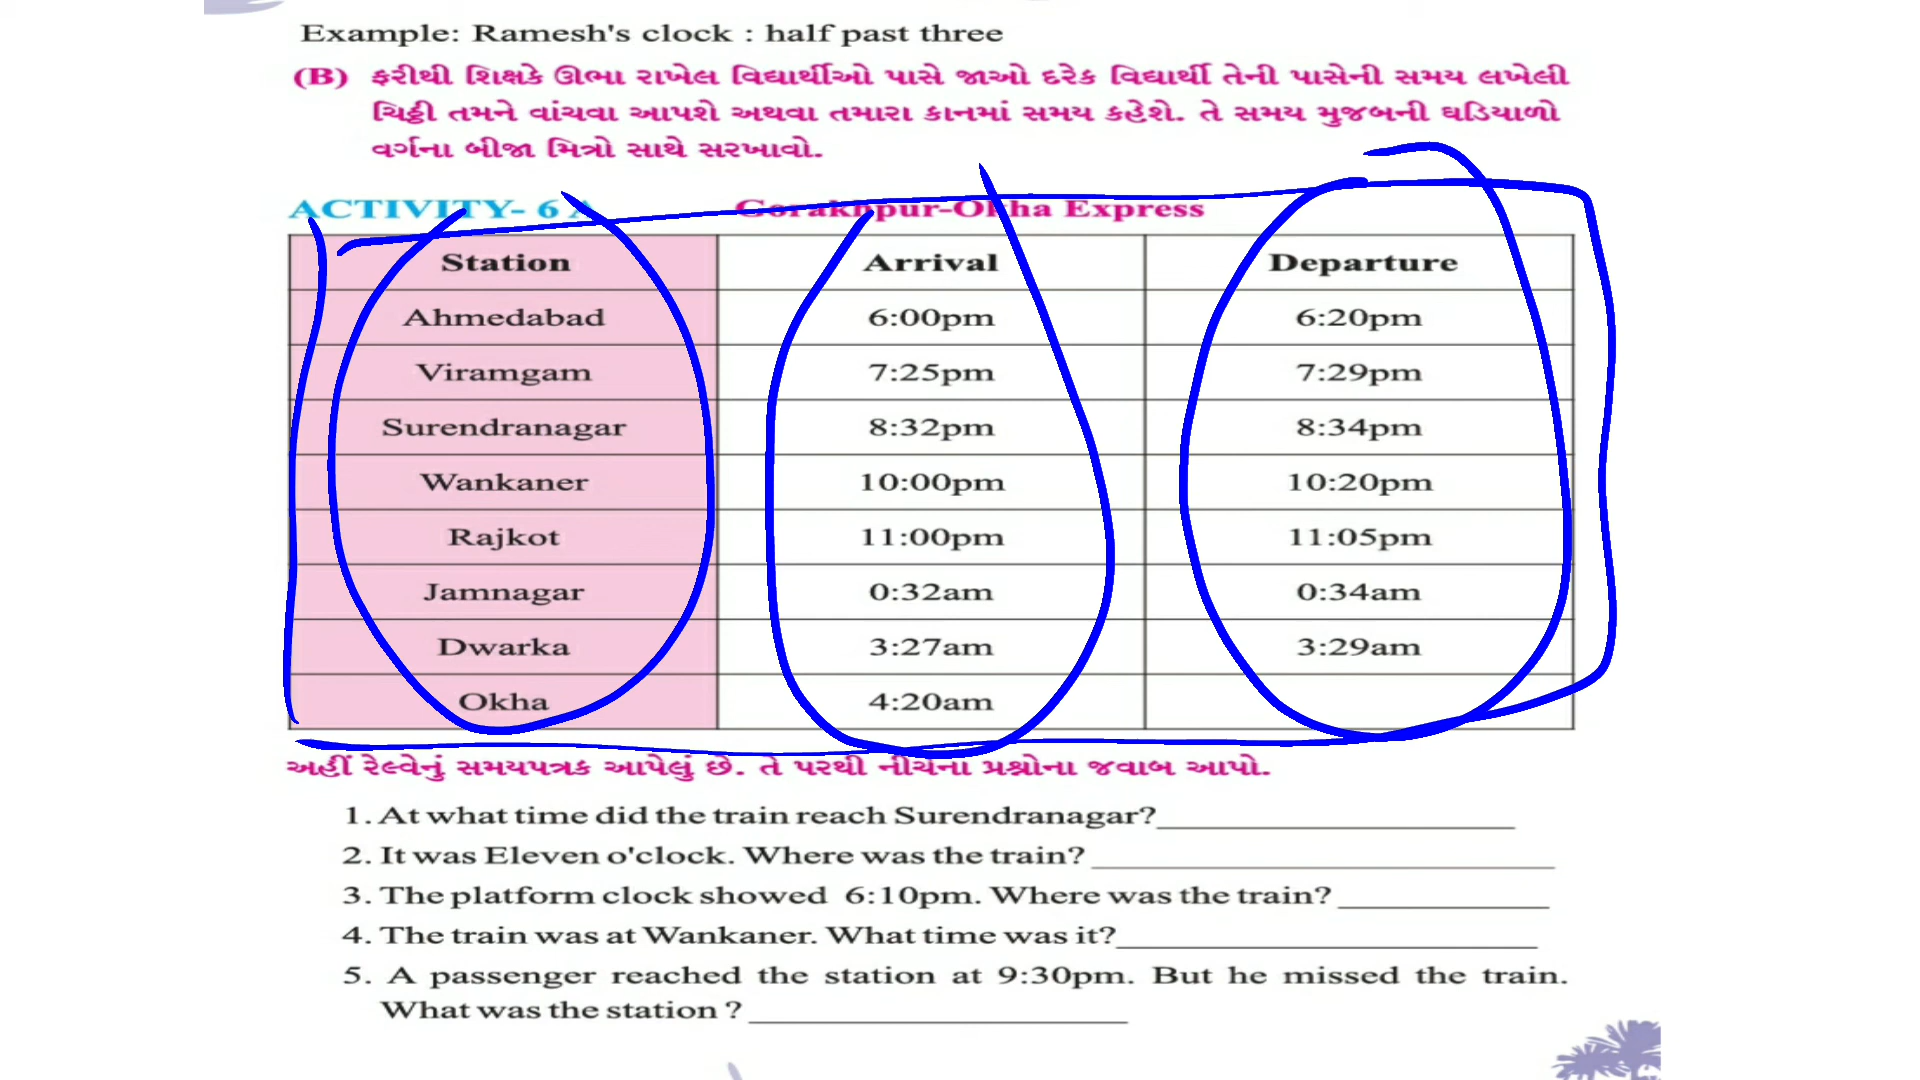 Example: Ramesh's clock : half past three
(B) ફરીથી શિક્ષકે ઊભા રાખેલ વિદ્યાર્થીઓ પાસે જાઓ દરેક વિદ્યાર્થી તેની પાસેની સમય લખેલી
ચિઠ્ઠી તમને વાંચવા આપશે અથવા તમારા કાનમાં સમય કહેશે. તે સમય મુજબની ઘડિયાળો
વર્ગના બીજા મિત્રો સાથે સરખાવો.
ACTIVITY- 6 A Gorakhpur-Okha Express
Station Arrival Departure
Ahmedabad 6:00pm 6:20pm
Viramgam 7:25pm 7:29pm
Surendranagar 8:32pm 8:34pm
Wankaner 10:00pm 10:20pm
Rajkot 11:00pm 11:05pm
Jamnagar 0:32am 0:34am
Dwarka 3:27am 3:29am
Okha 4:20am
અહીં રેલ્વેનું સમયપત્રક આપેલું છે. તે પરથી નીચેના પ્રશ્નોના જવાબ આપો.
1. At what time did the train reach Surendranagar?
2. It was Eleven o'clock. Where was the train?
3. The platform clock showed 6:10pm. Where was the train?
4. The train was at Wankaner. What time was it?
5. A passenger reached the station at 9:30pm. But he missed the train.
What was the station ?